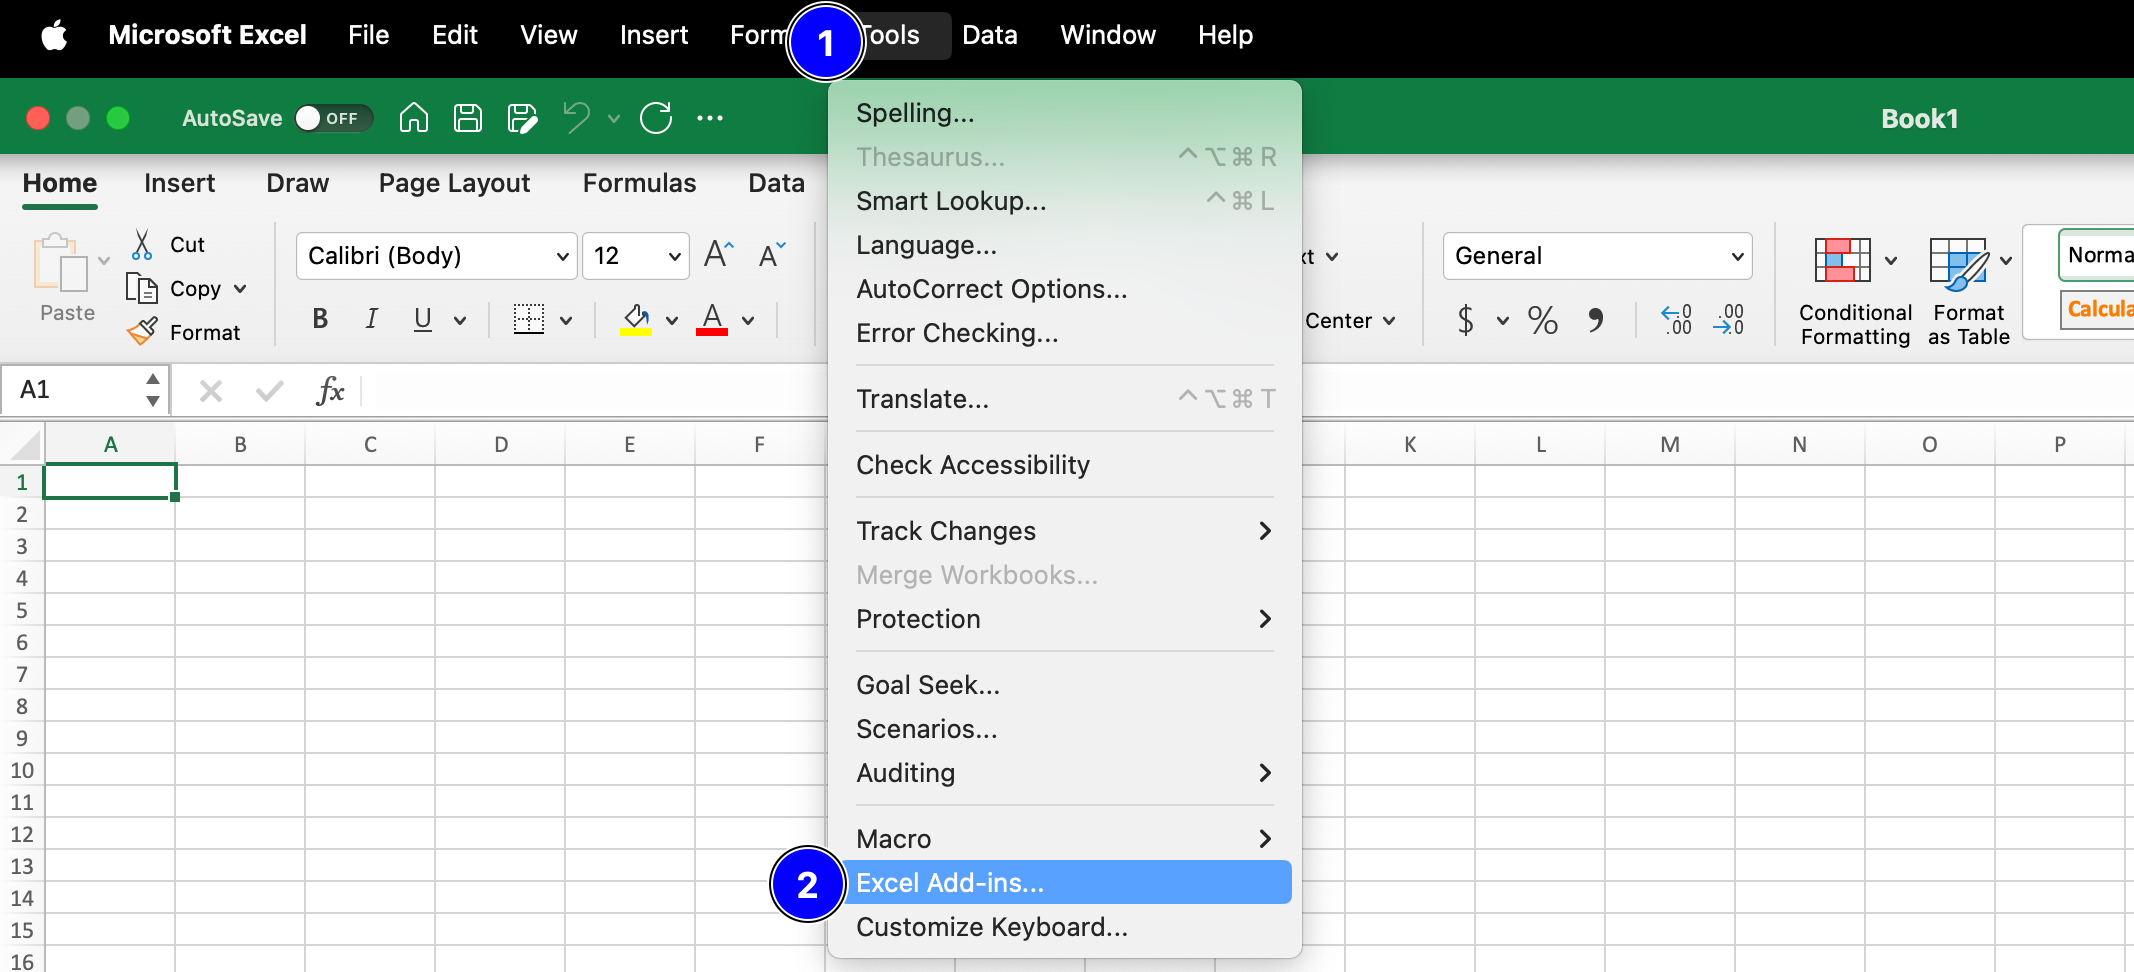 Microsoft Excel File Edit View Insert Form Tools Data Window Help
1
AutoSave OFF Book1
Home Insert Draw Page Layout Formulas Data
Paste
Cut
Copy
Format
Calibri (Body) 12 A A
B I U A
Center
General
$ % 9 .00 .00
Conditional Formatting
Format as Table
Norma
Calcula
A1 fx
A B C D E F K L M N O P
1
2
3
4
5
6
7
8
9
10
11
12
13
14
15
16
Spelling...
Thesaurus... ^⌥⌘R
Smart Lookup... ^⌘L
Language...
AutoCorrect Options...
Error Checking...
Translate... ^⌥⌘T
Check Accessibility
Track Changes
Merge Workbooks...
Protection
Goal Seek...
Scenarios...
Auditing
Macro
2 Excel Add-ins...
Customize Keyboard...